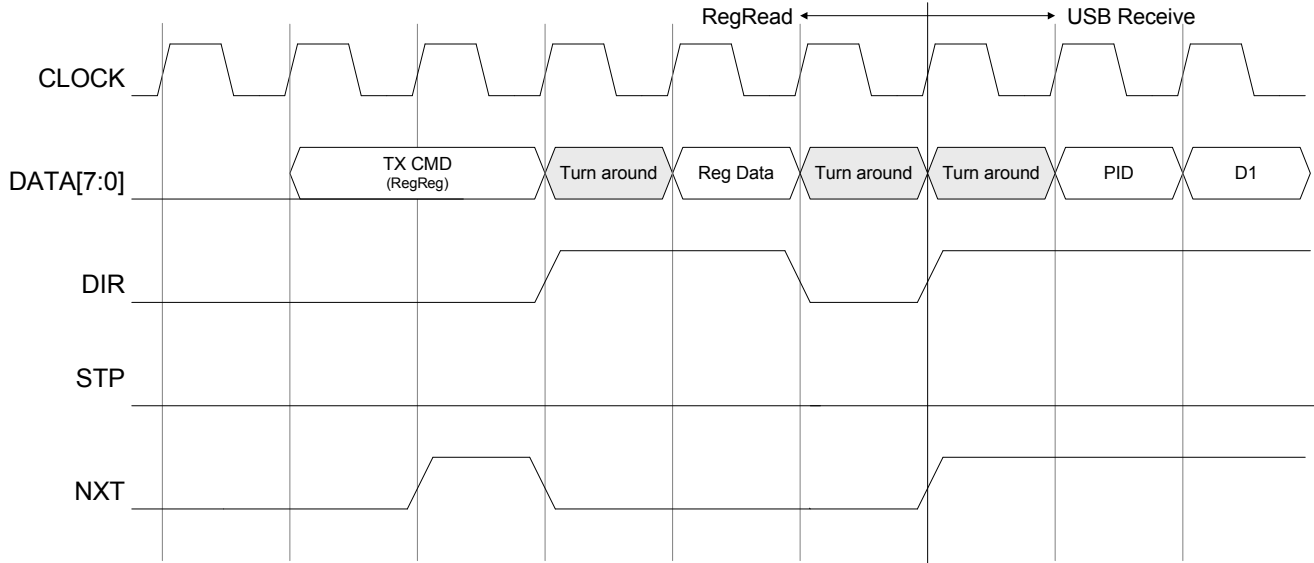 RegRead
USB Receive
CLOCK
DATA[7:0]
TX CMD
(RegReg)
Turn around
Reg Data
Turn around
Turn around
PID
D1
DIR
STP
NXT